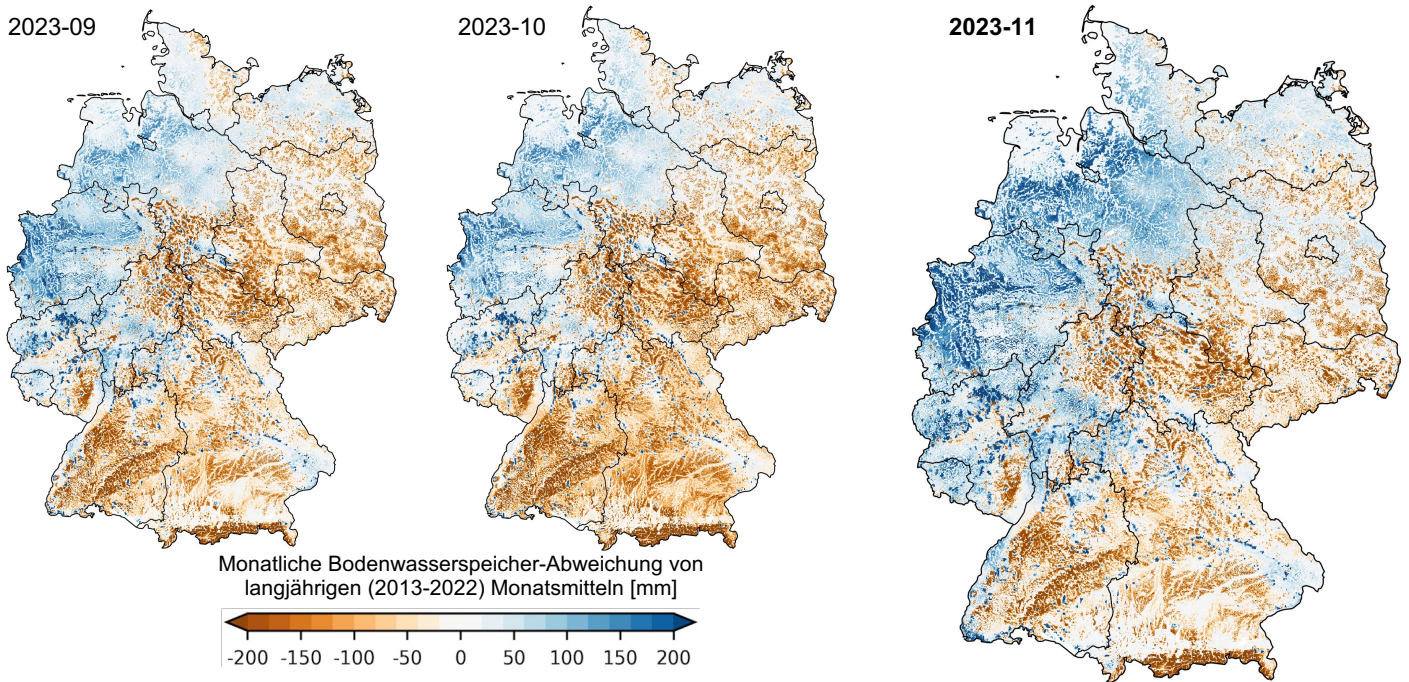 2023-09
2023-10
2023-11
Monatliche Bodenwasserspeicher-Abweichung von
langjährigen (2013-2022) Monatsmitteln [mm]
-200 -150 -100 -50 0 50 100 150 200